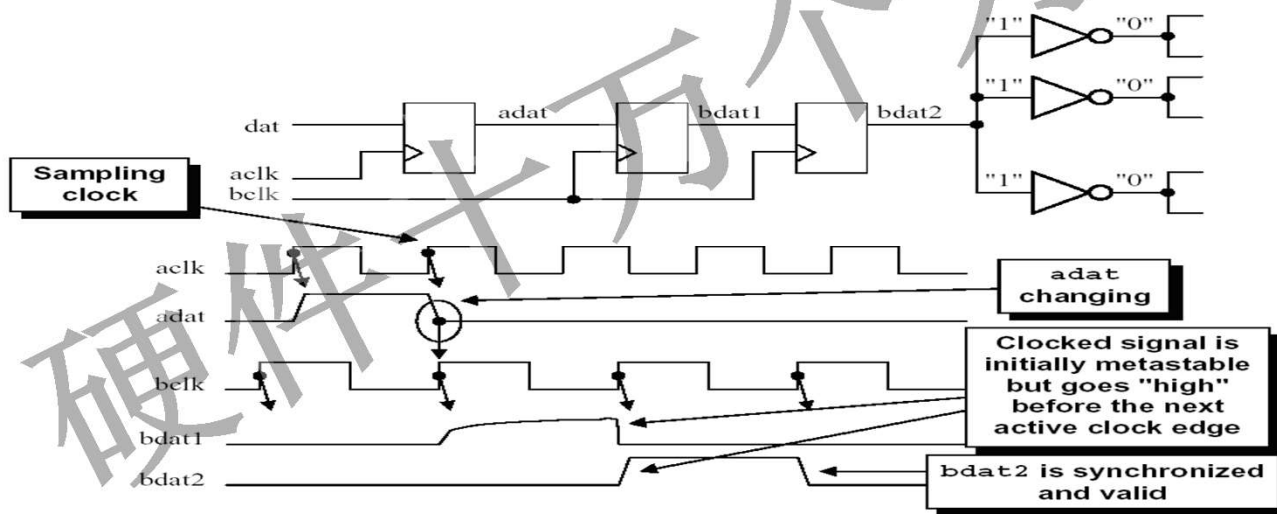 "1" "0"
"1" "0"
dat adat bdat1 bdat2
aclk
bclk
"1" "0"
Sampling
clock
aclk
adat
changing
adat
Clocked signal is
initially metastable
but goes "high"
before the next
active clock edge
bclk
bdat1
bdat2
bdat2 is synchronized
and valid
硬件十万个